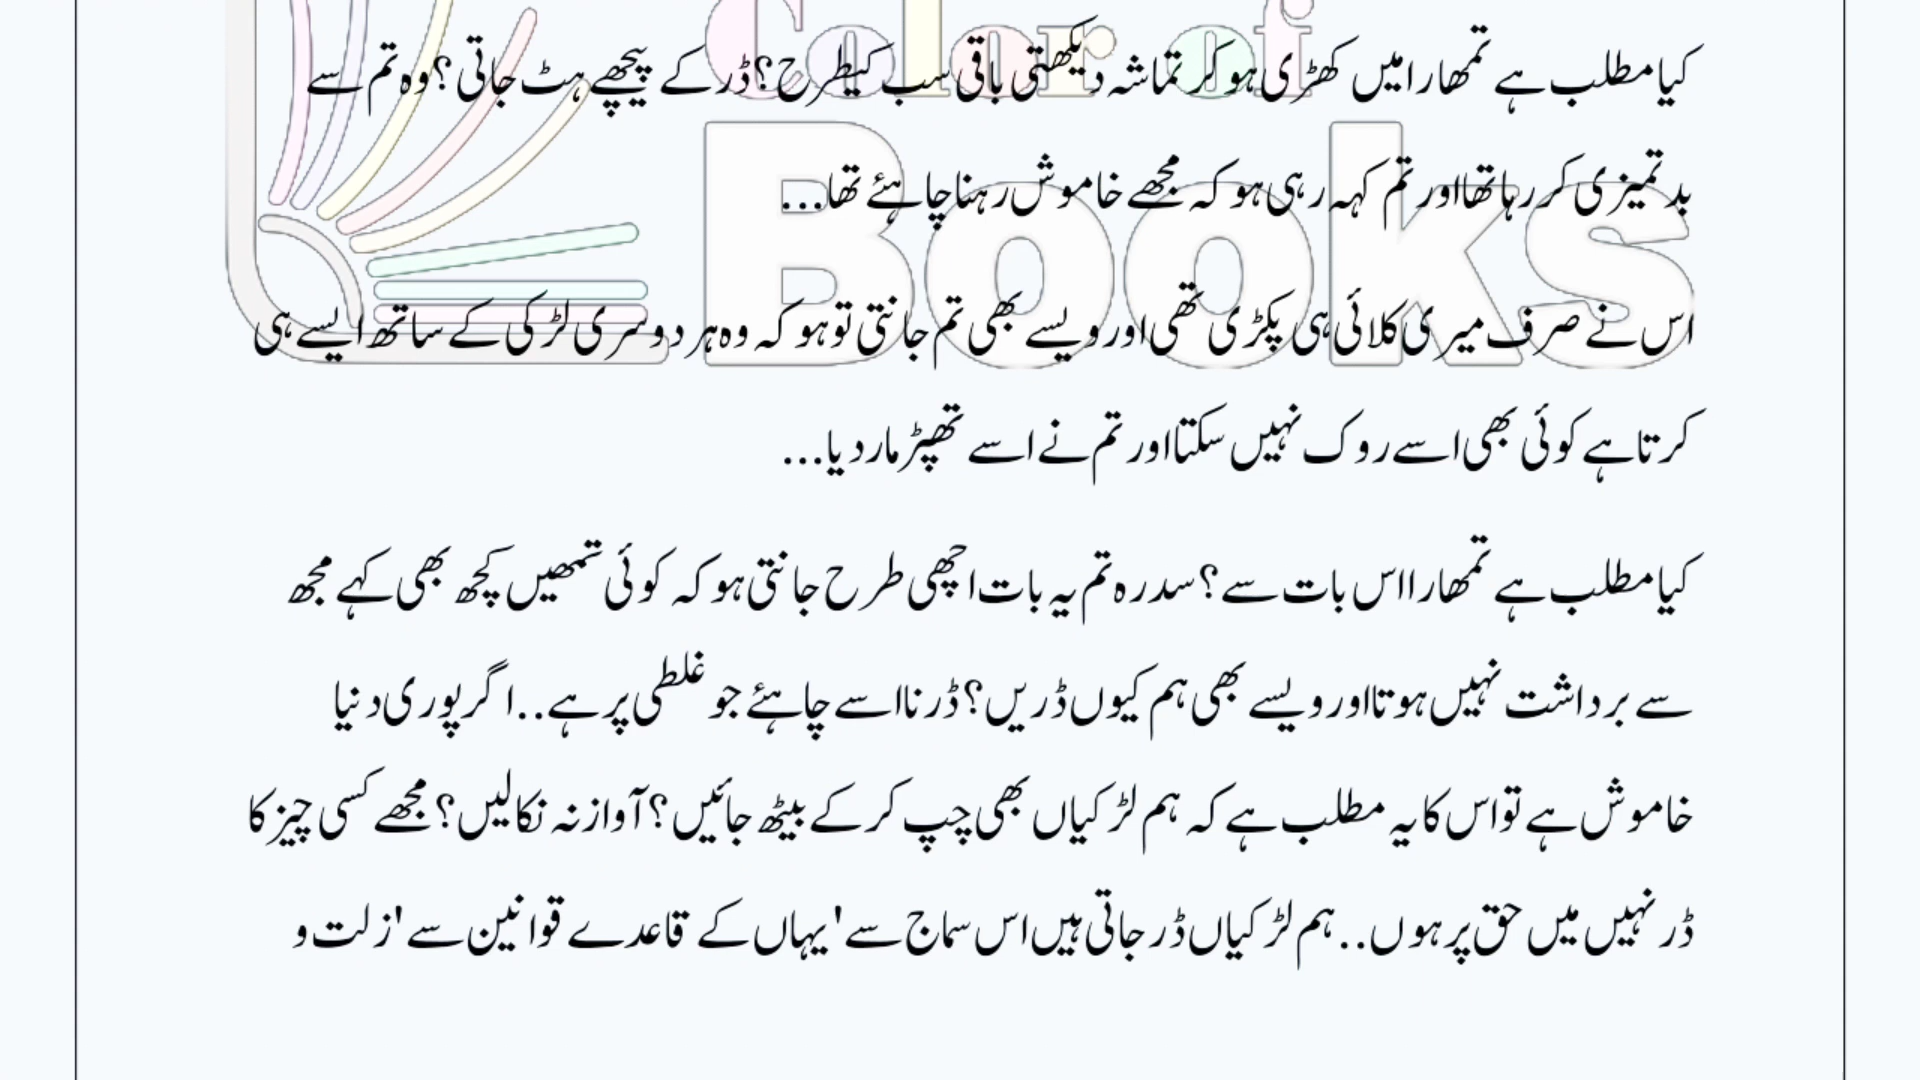 Color of
Books
کیا مطلب ہے تمھارا میں کھڑی ہو کر تماشہ دیکھتی باقی سب کیطرح؟ ڈر کے پیچھے ہٹ جاتی؟ وہ تم سے
بدتمیزی کر رہا تھا اور تم کہہ رہی ہو کہ مجھے خاموش رہنا چاہئے تھا...
اس نے صرف میری کلائی ہی پکڑی تھی اور ویسے بھی تم جانتی تو ہو کہ وہ ہر دوسری لڑکی کے ساتھ ایسے ہی
کرتا ہے کوئی بھی اسے روک نہیں سکتا اور تم نے اسے تھپڑ مار دیا...
کیا مطلب ہے تمھارا اس بات سے؟ سدرہ تم یہ بات اچھی طرح جانتی ہو کہ کوئی تمھیں کچھ بھی کہے مجھ
سے برداشت نہیں ہوتا اور ویسے بھی ہم کیوں ڈریں؟ ڈرنا اسے چاہئے جو غلطی پر ہے.. اگر پوری دنیا
خاموش ہے تو اس کا یہ مطلب ہے کہ ہم لڑکیاں بھی چپ کر کے بیٹھ جائیں؟ آواز نہ نکالیں؟ مجھے کسی چیز کا
ڈر نہیں میں حق پر ہوں.. ہم لڑکیاں ڈر جاتی ہیں اس سماج سے' یہاں کے قاعدے قوانین سے' زلت و